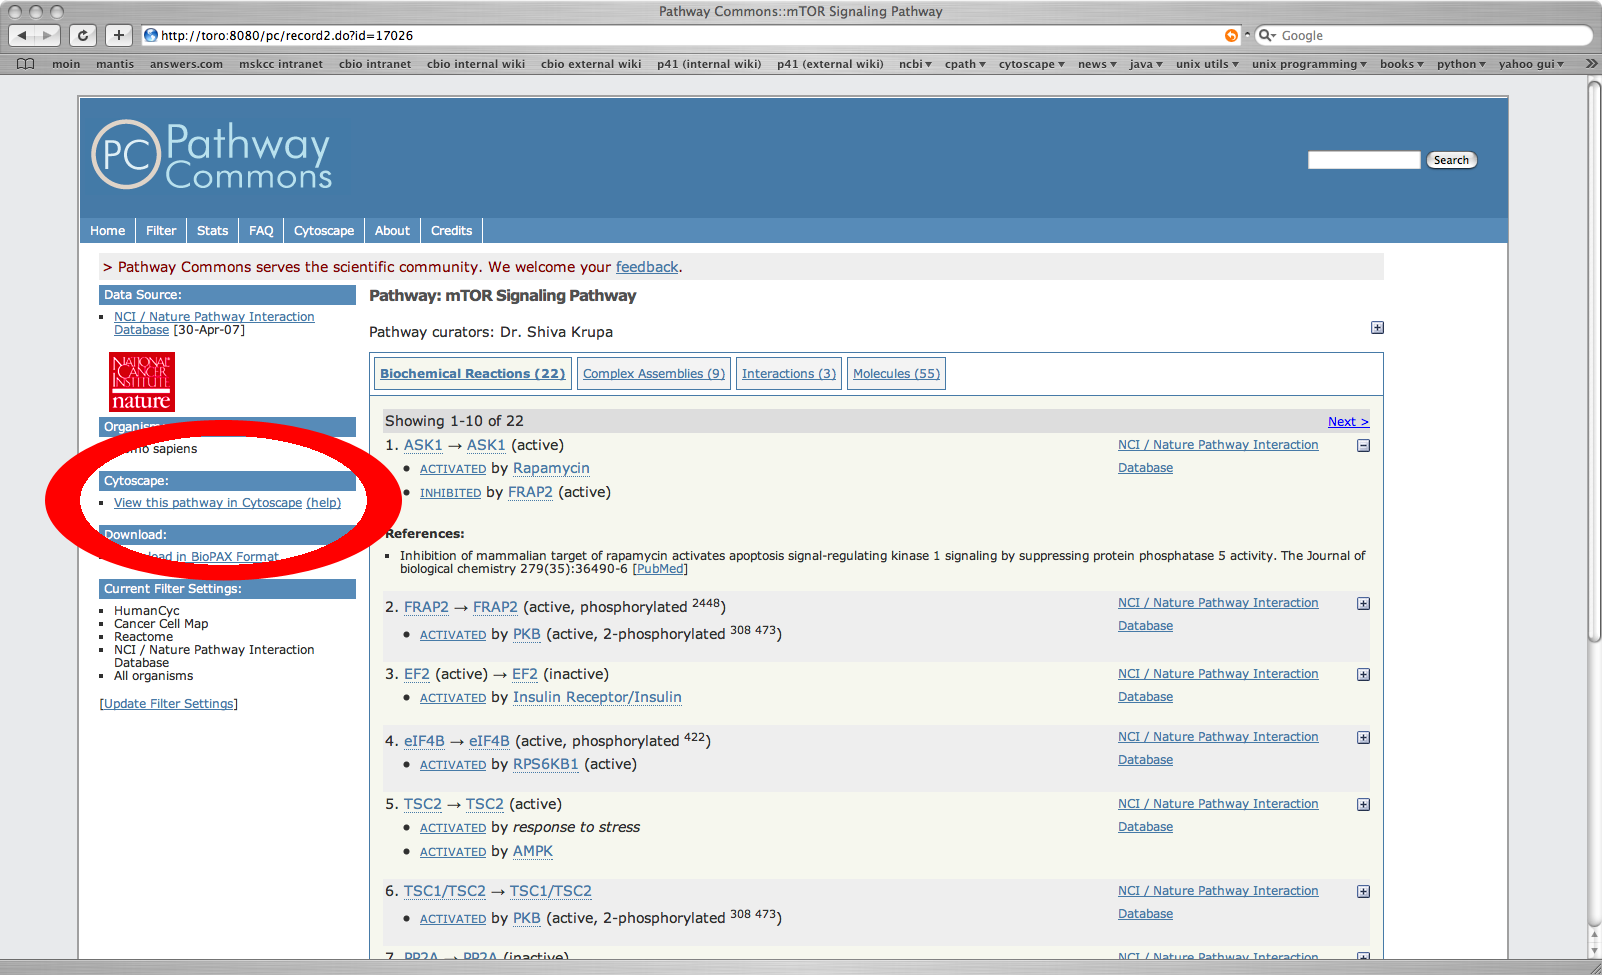 Pathway Commons::mTOR Signaling Pathway
http://toro:8080/pc/record2.do?id=17026
Google
moin mantis answers.com mskcc intranet cbio intranet cbio internal wiki cbio external wiki p41 (internal wiki) p41 (external wiki) ncbi cpath cytoscape news java unix utils unix programming books python yahoo gui
PC Pathway Commons
Search
Home Filter Stats FAQ Cytoscape About Credits
> Pathway Commons serves the scientific community. We welcome your feedback.
Data Source:
NCI / Nature Pathway Interaction
Database [30-Apr-07]
NATIONAL
CANCER
INSTITUTE
nature
sapiens
Cytoscape:
View this pathway in Cytoscape (help)
Download:
in BioPAX Format
Current Filter Settings:
HumanCyc
Cancer Cell Map
Reactome
NCI / Nature Pathway Interaction
Database
All organisms
[Update Filter Settings]
Pathway: mTOR Signaling Pathway
Pathway curators: Dr. Shiva Krupa
Biochemical Reactions (22) Complex Assemblies (9) Interactions (3) Molecules (55)
Showing 1-10 of 22 Next >
1. ASK1 → ASK1 (active) NCI / Nature Pathway Interaction
Database
ACTIVATED by Rapamycin
INHIBITED by FRAP2 (active)
References:
Inhibition of mammalian target of rapamycin activates apoptosis signal-regulating kinase 1 signaling by suppressing protein phosphatase 5 activity. The Journal of
biological chemistry 279(35):36490-6 [PubMed]
2. FRAP2 → FRAP2 (active, phosphorylated 2448) NCI / Nature Pathway Interaction
Database
ACTIVATED by PKB (active, 2-phosphorylated 308 473)
3. EF2 (active) → EF2 (inactive) NCI / Nature Pathway Interaction
Database
ACTIVATED by Insulin Receptor/Insulin
4. eIF4B → eIF4B (active, phosphorylated 422) NCI / Nature Pathway Interaction
Database
ACTIVATED by RPS6KB1 (active)
5. TSC2 → TSC2 (active) NCI / Nature Pathway Interaction
Database
ACTIVATED by response to stress
ACTIVATED by AMPK
6. TSC1/TSC2 → TSC1/TSC2 NCI / Nature Pathway Interaction
Database
ACTIVATED by PKB (active, 2-phosphorylated 308 473)
7. PP2A → PP2A (inactive) NCI / Nature Pathway Interaction